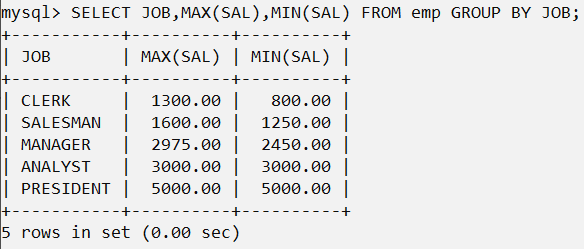 mysql> SELECT JOB,MAX(SAL),MIN(SAL) FROM emp GROUP BY JOB;
+-----------+----------+----------+
| JOB       | MAX(SAL) | MIN(SAL) |
+-----------+----------+----------+
| CLERK     |  1300.00 |   800.00 |
| SALESMAN  |  1600.00 |  1250.00 |
| MANAGER   |  2975.00 |  2450.00 |
| ANALYST   |  3000.00 |  3000.00 |
| PRESIDENT |  5000.00 |  5000.00 |
+-----------+----------+----------+
5 rows in set (0.00 sec)